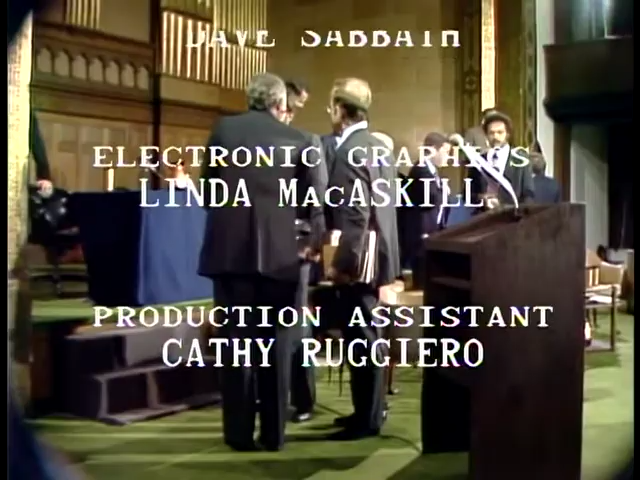 DAVE SABBATH
ELECTRONIC GRAPHICS
LINDA MACASKILL
PRODUCTION ASSISTANT
CATHY RUGGIERO